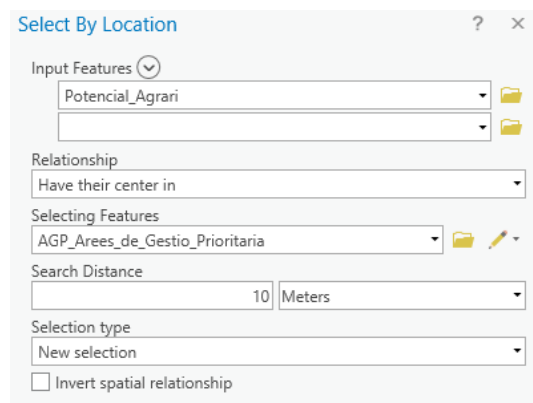 Select By Location ? ×
Input Features
Potencial_Agrari
Relationship
Have their center in
Selecting Features
AGP_Arees_de_Gestio_Prioritaria
Search Distance
10 Meters
Selection type
New selection
Invert spatial relationship